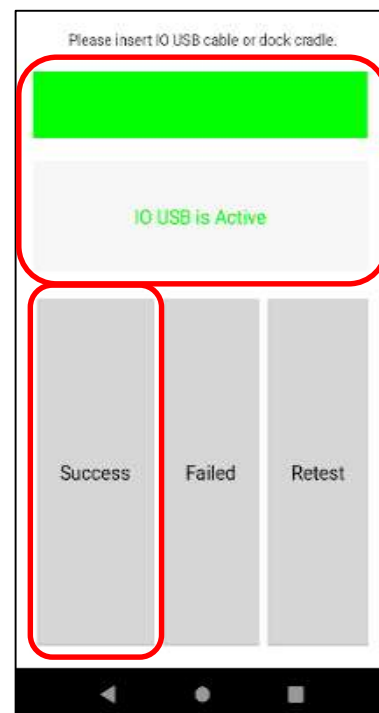 Please insert IO USB cable or dock cradle.
IO USB is Active
Success Failed Retest